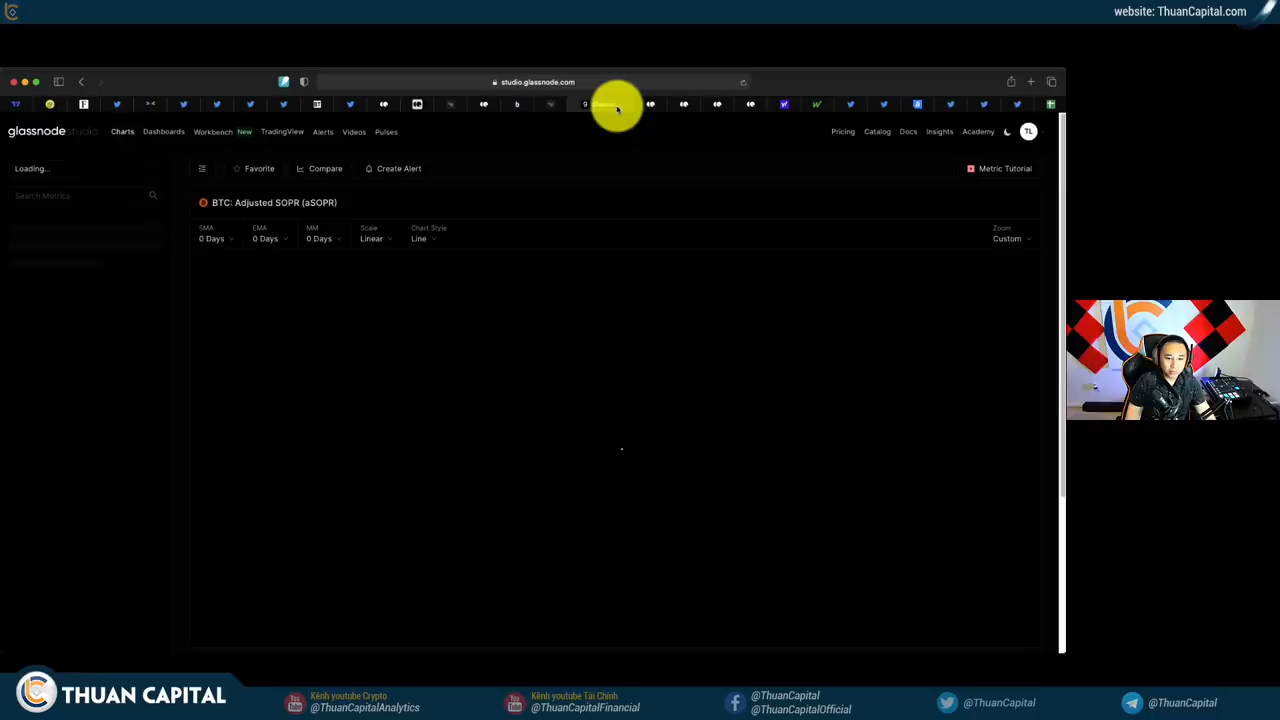 website: ThuanCapital.com
studio.glassnode.com
glassnodestudio
Charts
Dashboards
Workbench New
TradingView
Alerts
Videos
Pulses
Pricing
Catalog
Docs
Insights
Academy
TL
Loading...
Favorite
Compare
Create Alert
Metric Tutorial
Search Metrics
BTC: Adjusted SOPR (aSOPR)
SMA
0 Days
EMA
0 Days
MM
0 Days
Scale
Linear
Chart Style
Line
Zoom
Custom
THUAN CAPITAL
Kênh youtube Crypto
@ThuanCapitalAnalytics
Kênh youtube Tài Chính
@ThuanCapitalFinancial
@ThuanCapital
@ThuanCapitalOfficial
@ThuanCapital
@ThuanCapital